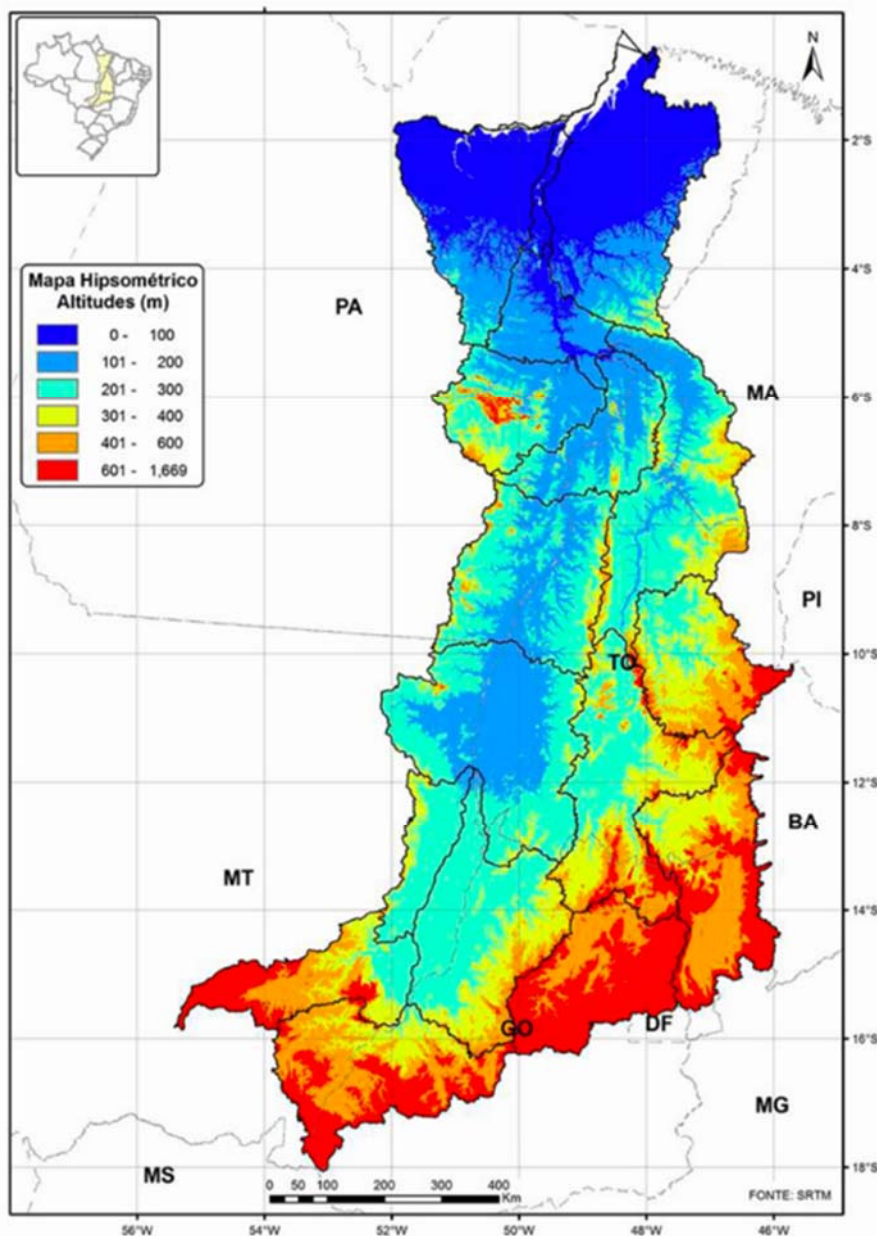 N
2°S
4°S
PA
Mapa Hipsométrico
Altitudes (m)
0 - 100
101 - 200
201 - 300
301 - 400
401 - 600
601 - 1,669
MA
6°S
8°S
PI
10°S
TO
12°S
BA
MT
14°S
GO
DF
16°S
MG
MS
0 50 100 200 300 400
Km
18°S
FONTE: SRTM
56°W
54°W
52°W
50°W
48°W
46°W